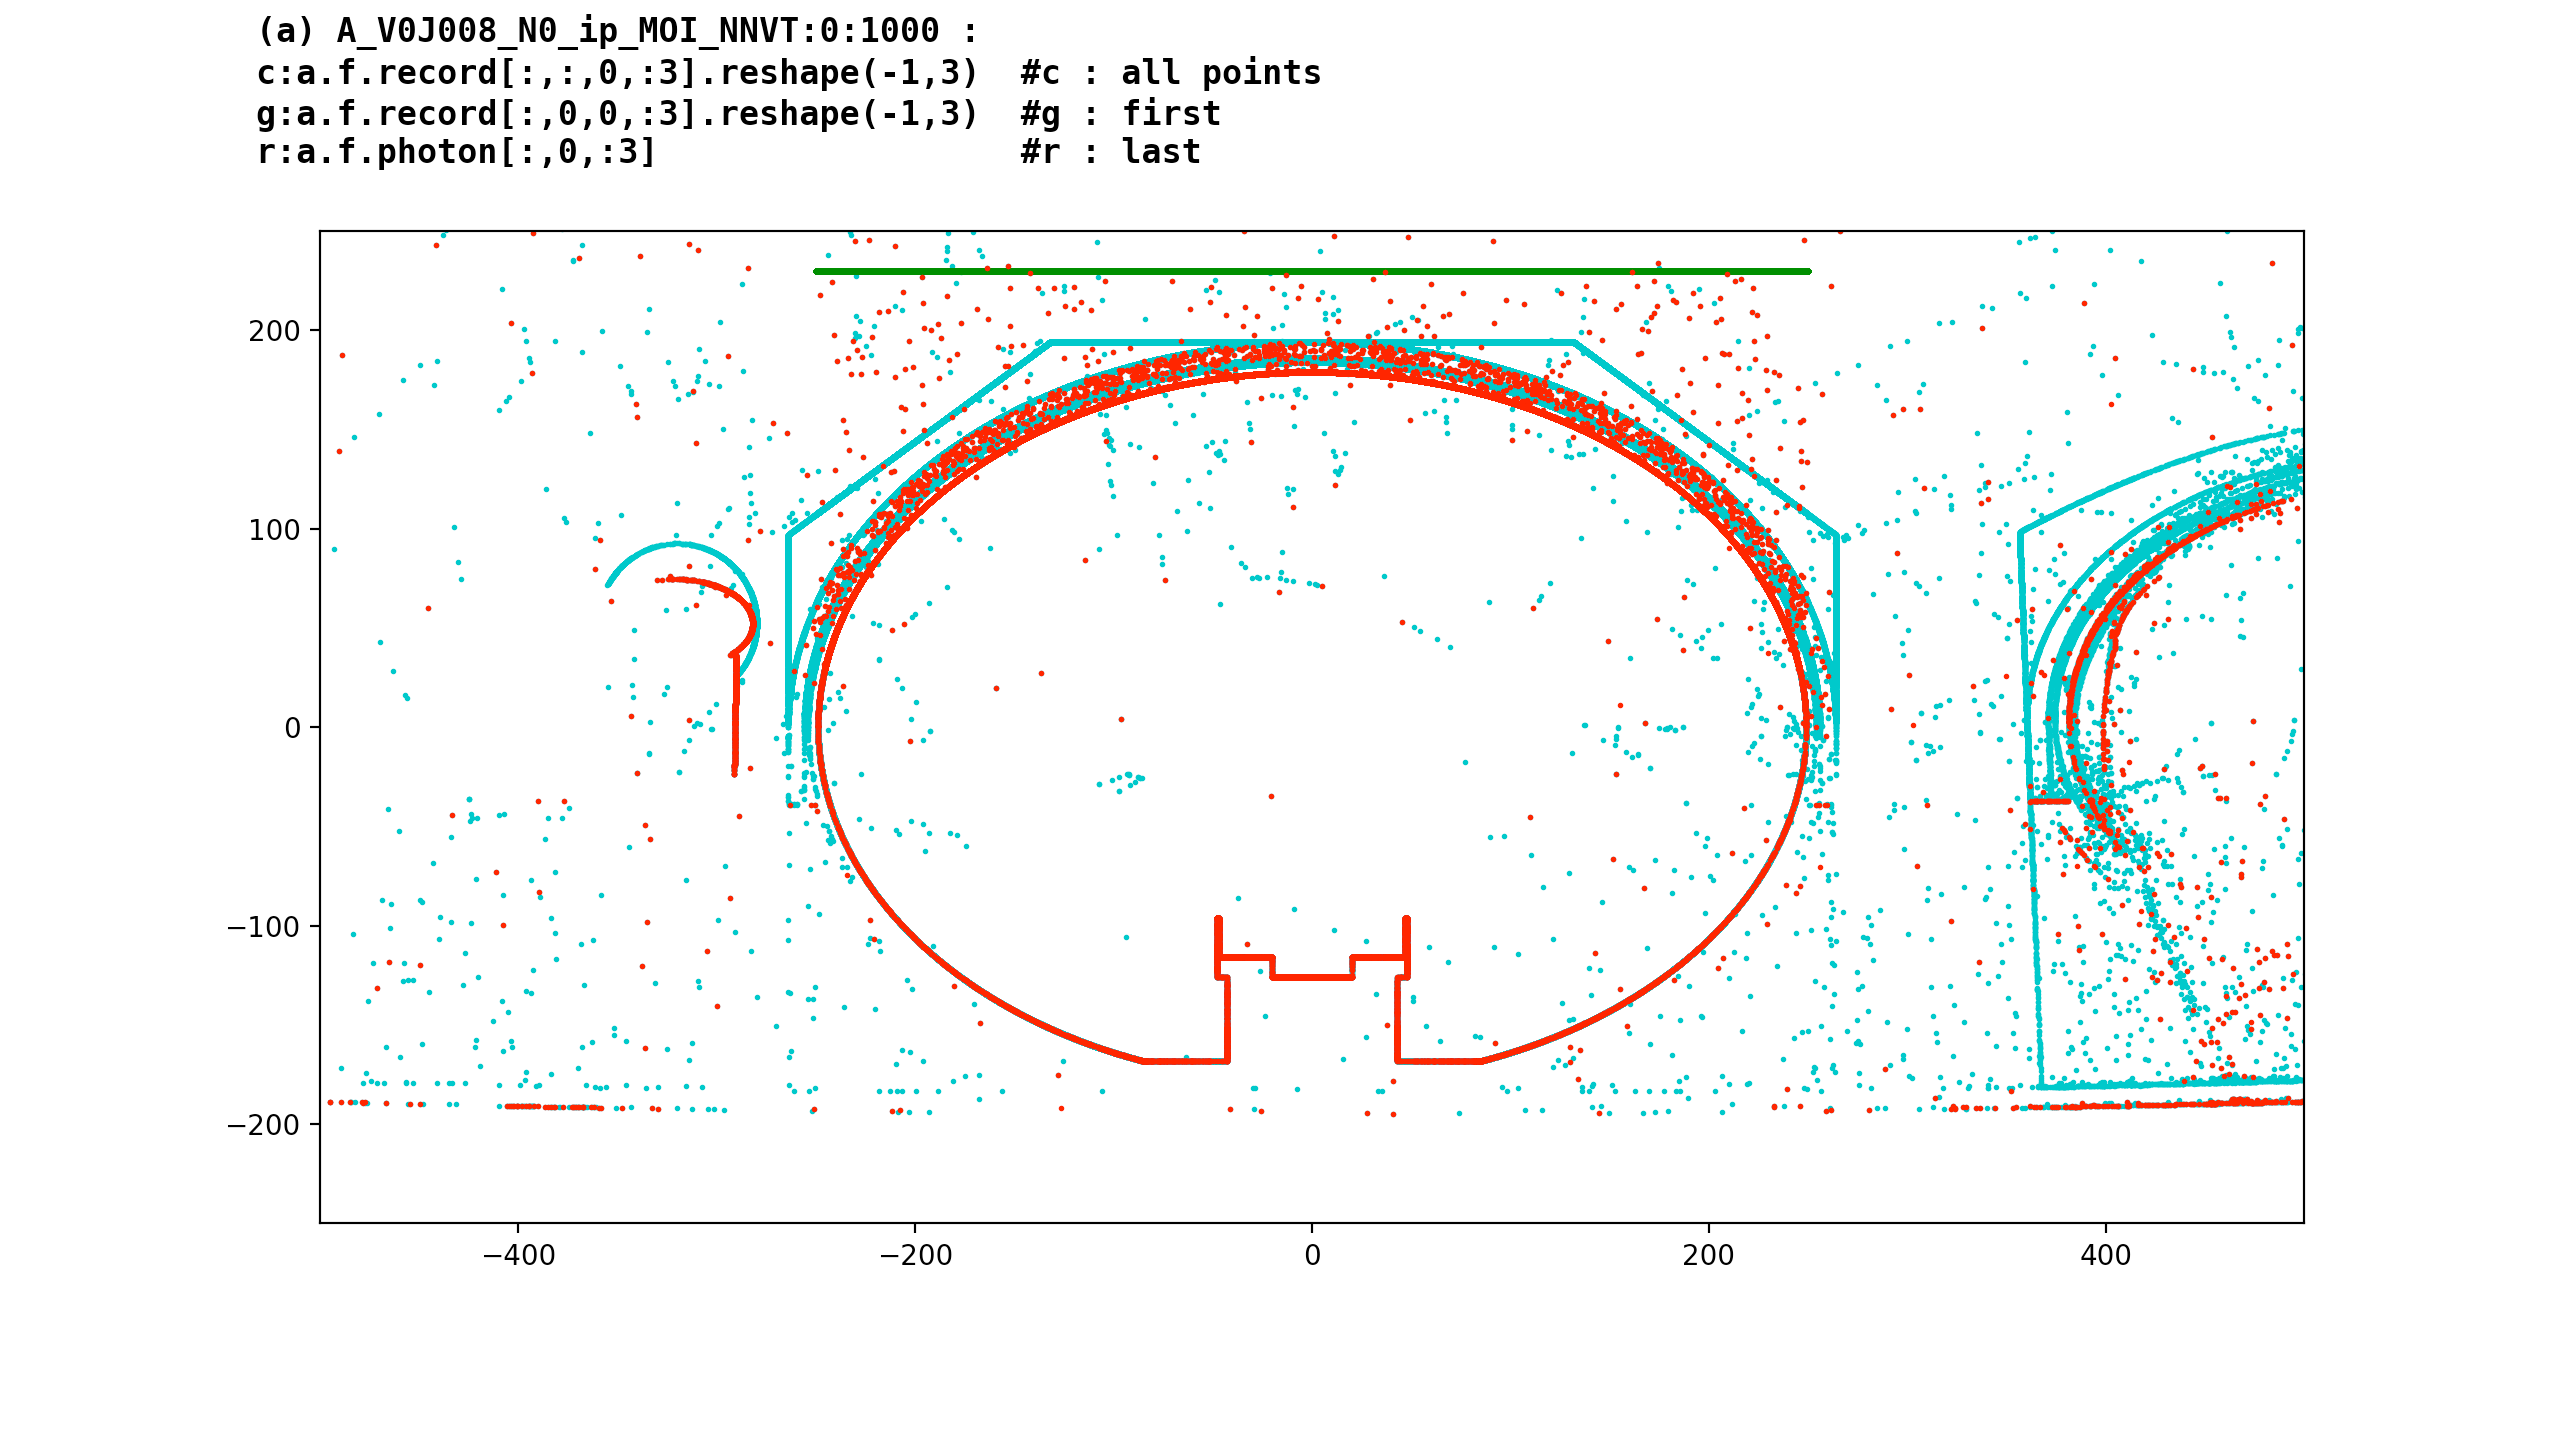 (a) A_V0J008_N0_ip_MOI_NNVT:0:1000 :
c:a.f.record[:,:,0,:3].reshape(-1,3)  #c : all points
g:a.f.record[:,0,0,:3].reshape(-1,3)  #g : first
r:a.f.photon[:,0,:3]                  #r : last
200
100
0
−100
−200
−400 −200 0 200 400